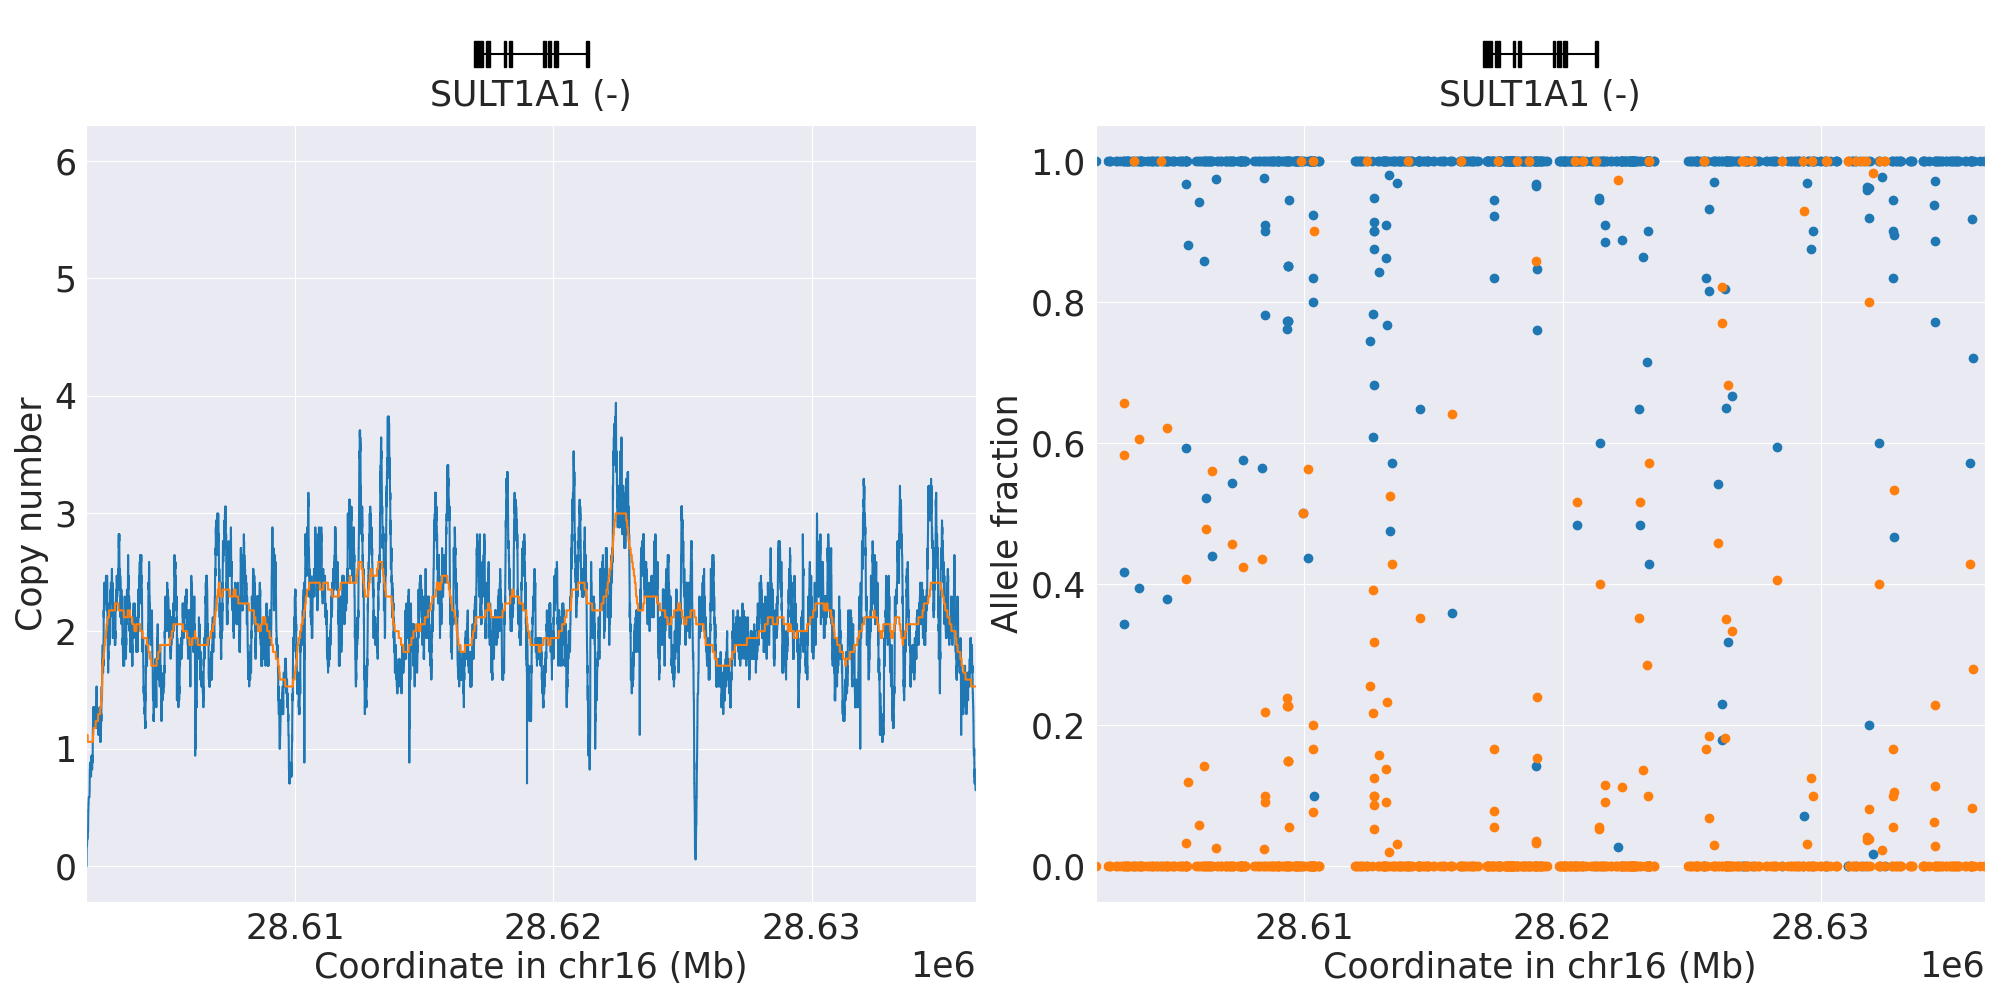 SULT1A1 (-)
6
5
4
3
2
1
0
Copy number
28.61
28.62
28.63
Coordinate in chr16 (Mb)
1e6
SULT1A1 (-)
1.0
0.8
0.6
0.4
0.2
0.0
Allele fraction
28.61
28.62
28.63
Coordinate in chr16 (Mb)
1e6